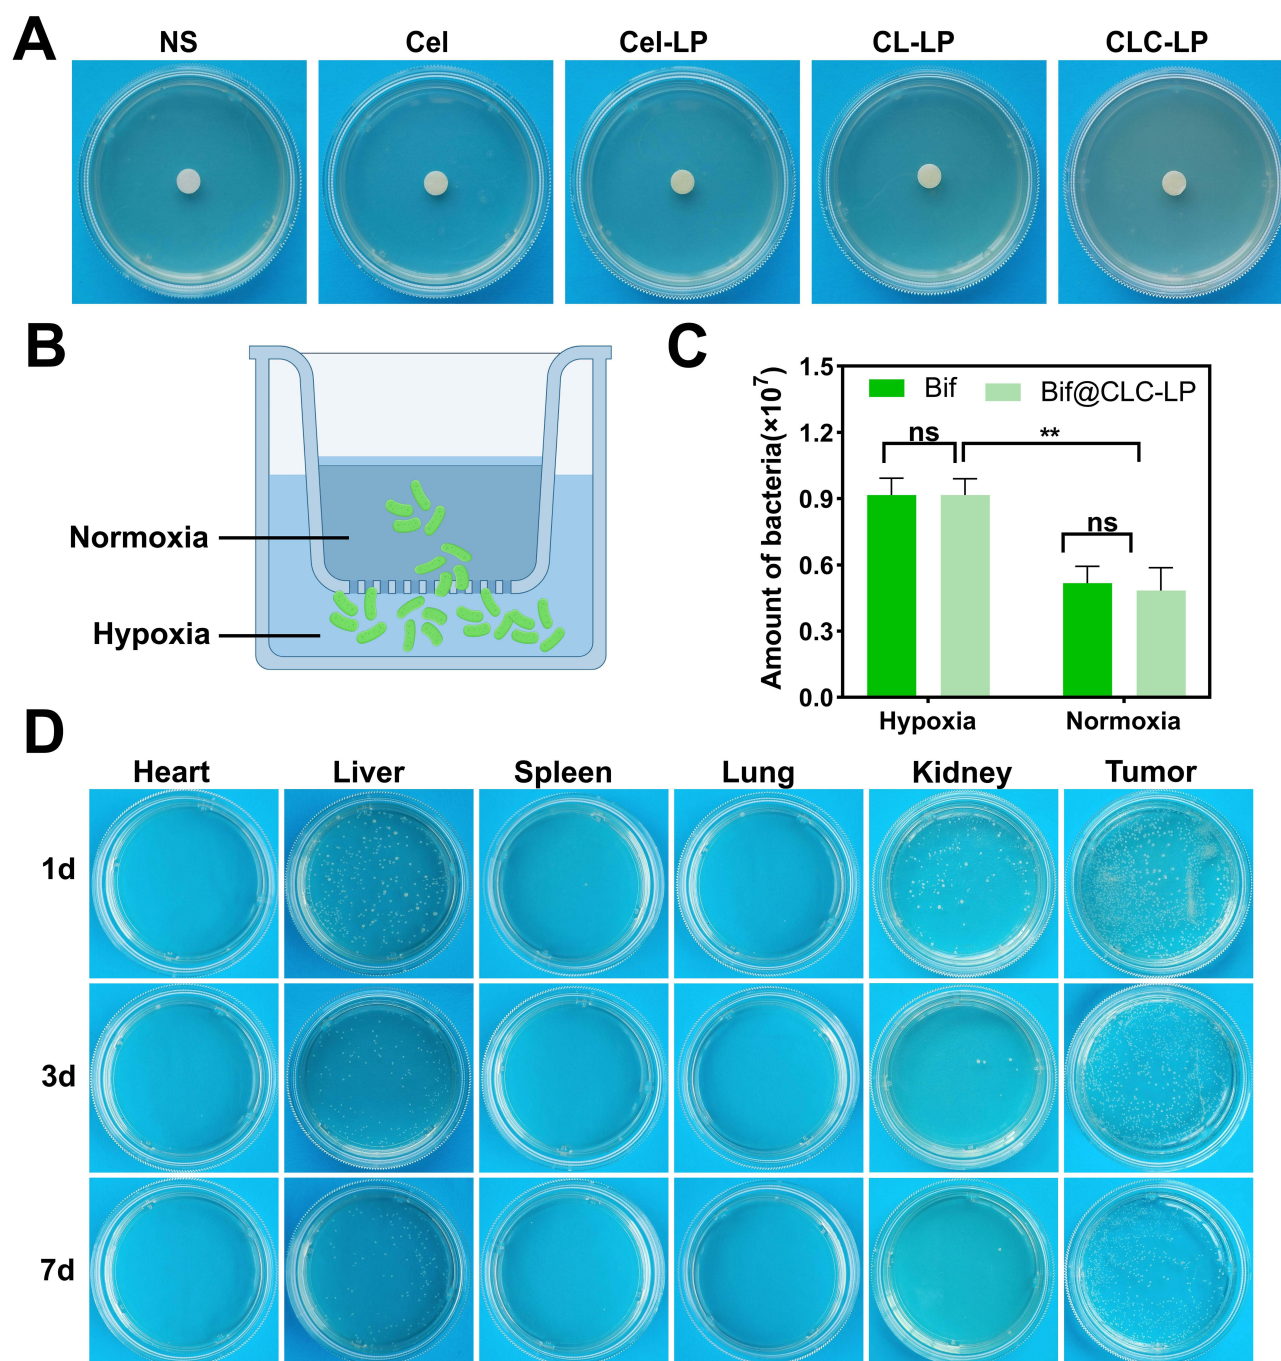 A
NS Cel Cel-LP CL-LP CLC-LP
B
Normoxia
Hypoxia
C
Amount of bacteria(×10⁷)
1.5
1.2
0.9
0.6
0.3
0.0
Bif Bif@CLC-LP
ns **
ns
Hypoxia Normoxia
D
Heart Liver Spleen Lung Kidney Tumor
1d
3d
7d